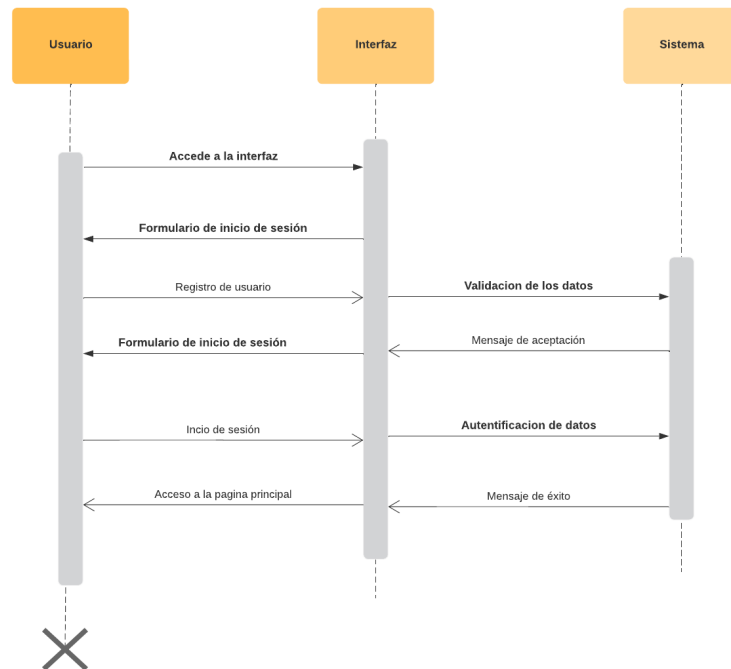 Usuario
Interfaz
Sistema
Accede a la interfaz
Formulario de inicio de sesión
Registro de usuario
Validacion de los datos
Formulario de inicio de sesión
Mensaje de aceptación
Incio de sesión
Autentificacion de datos
Acceso a la pagina principal
Mensaje de éxito